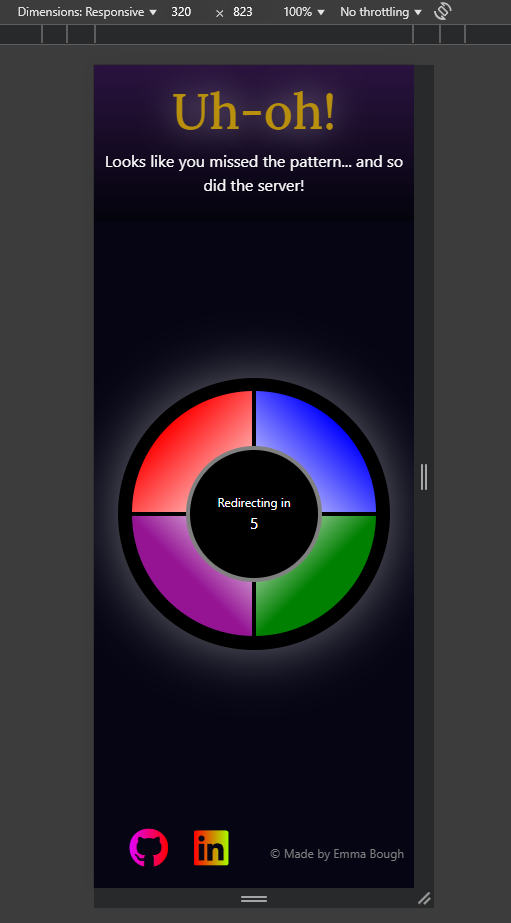 Dimensions: Responsive ▼ 320 × 823 100% ▼ No throttling ▼
Uh-oh!
Looks like you missed the pattern... and so
did the server!
Redirecting in
5
in
© Made by Emma Bough